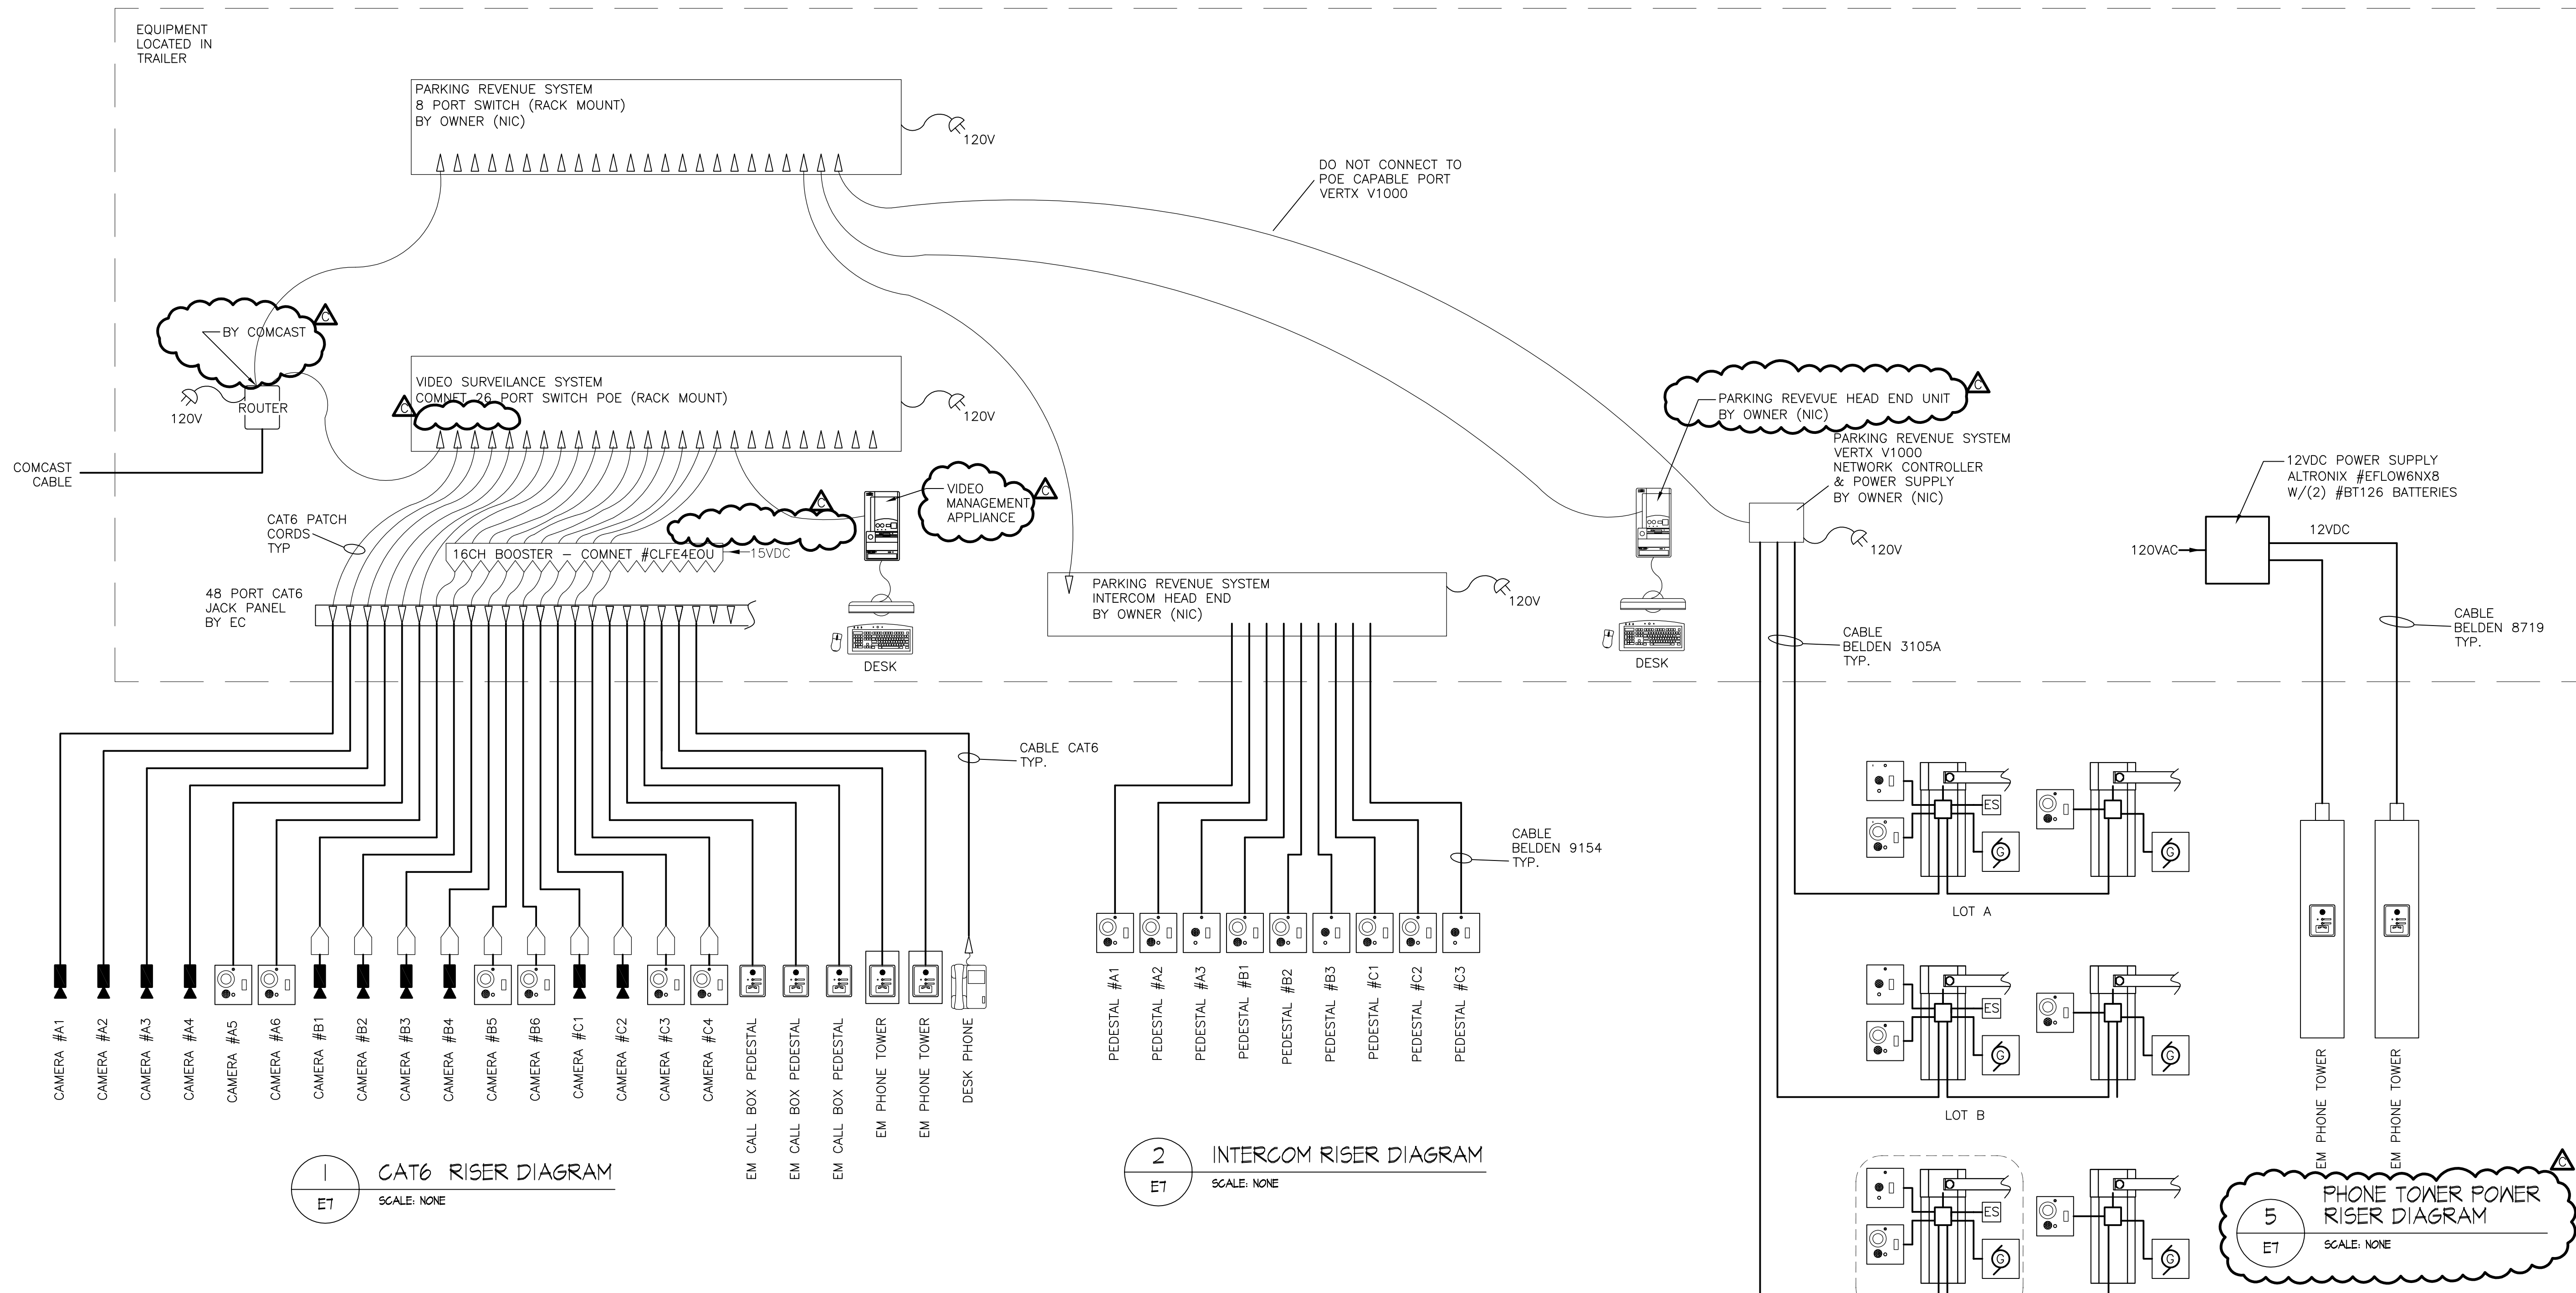 EQUIPMENT
LOCATED IN
TRAILER
PARKING REVENUE SYSTEM
8 PORT SWITCH (RACK MOUNT)
BY OWNER (NIC)
120V
DO NOT CONNECT TO
POE CAPABLE PORT
VERTX V1000
BY COMCAST
C
120V
ROUTER
COMCAST
CABLE
VIDEO SURVEILANCE SYSTEM
COMNET 26 PORT SWITCH POE (RACK MOUNT)
C
120V
CAT6 PATCH
CORDS
TYP
16CH BOOSTER - COMNET #CLFE4EOU
15VDC
C
VIDEO
MANAGEMENT
APPLIANCE
C
DESK
48 PORT CAT6
JACK PANEL
BY EC
PARKING REVENUE SYSTEM
INTERCOM HEAD END
BY OWNER (NIC)
120V
PARKING REVEVUE HEAD END UNIT
BY OWNER (NIC)
C
DESK
PARKING REVENUE SYSTEM
VERTX V1000
NETWORK CONTROLLER
& POWER SUPPLY
BY OWNER (NIC)
120V
CABLE
BELDEN 3105A
TYP.
12VDC POWER SUPPLY
ALTRONIX #EFLOW6NX8
W/(2) #BT126 BATTERIES
12VDC
120VAC
CABLE
BELDEN 8719
TYP.
CABLE CAT6
TYP.
CABLE
BELDEN 9154
TYP.
CAMERA #A1
CAMERA #A2
CAMERA #A3
CAMERA #A4
CAMERA #A5
CAMERA #A6
CAMERA #B1
CAMERA #B2
CAMERA #B3
CAMERA #B4
CAMERA #B5
CAMERA #B6
CAMERA #C1
CAMERA #C2
CAMERA #C3
CAMERA #C4
EM CALL BOX PEDESTAL
EM CALL BOX PEDESTAL
EM CALL BOX PEDESTAL
EM PHONE TOWER
EM PHONE TOWER
DESK PHONE
PEDESTAL #A1
PEDESTAL #A2
PEDESTAL #A3
PEDESTAL #B1
PEDESTAL #B2
PEDESTAL #B3
PEDESTAL #C1
PEDESTAL #C2
PEDESTAL #C3
ES
G
G
LOT A
ES
G
G
LOT B
ES
G
G
EM PHONE TOWER
EM PHONE TOWER
1
E7
CAT6 RISER DIAGRAM
SCALE: NONE
2
E7
INTERCOM RISER DIAGRAM
SCALE: NONE
C
5
E7
PHONE TOWER POWER
RISER DIAGRAM
SCALE: NONE